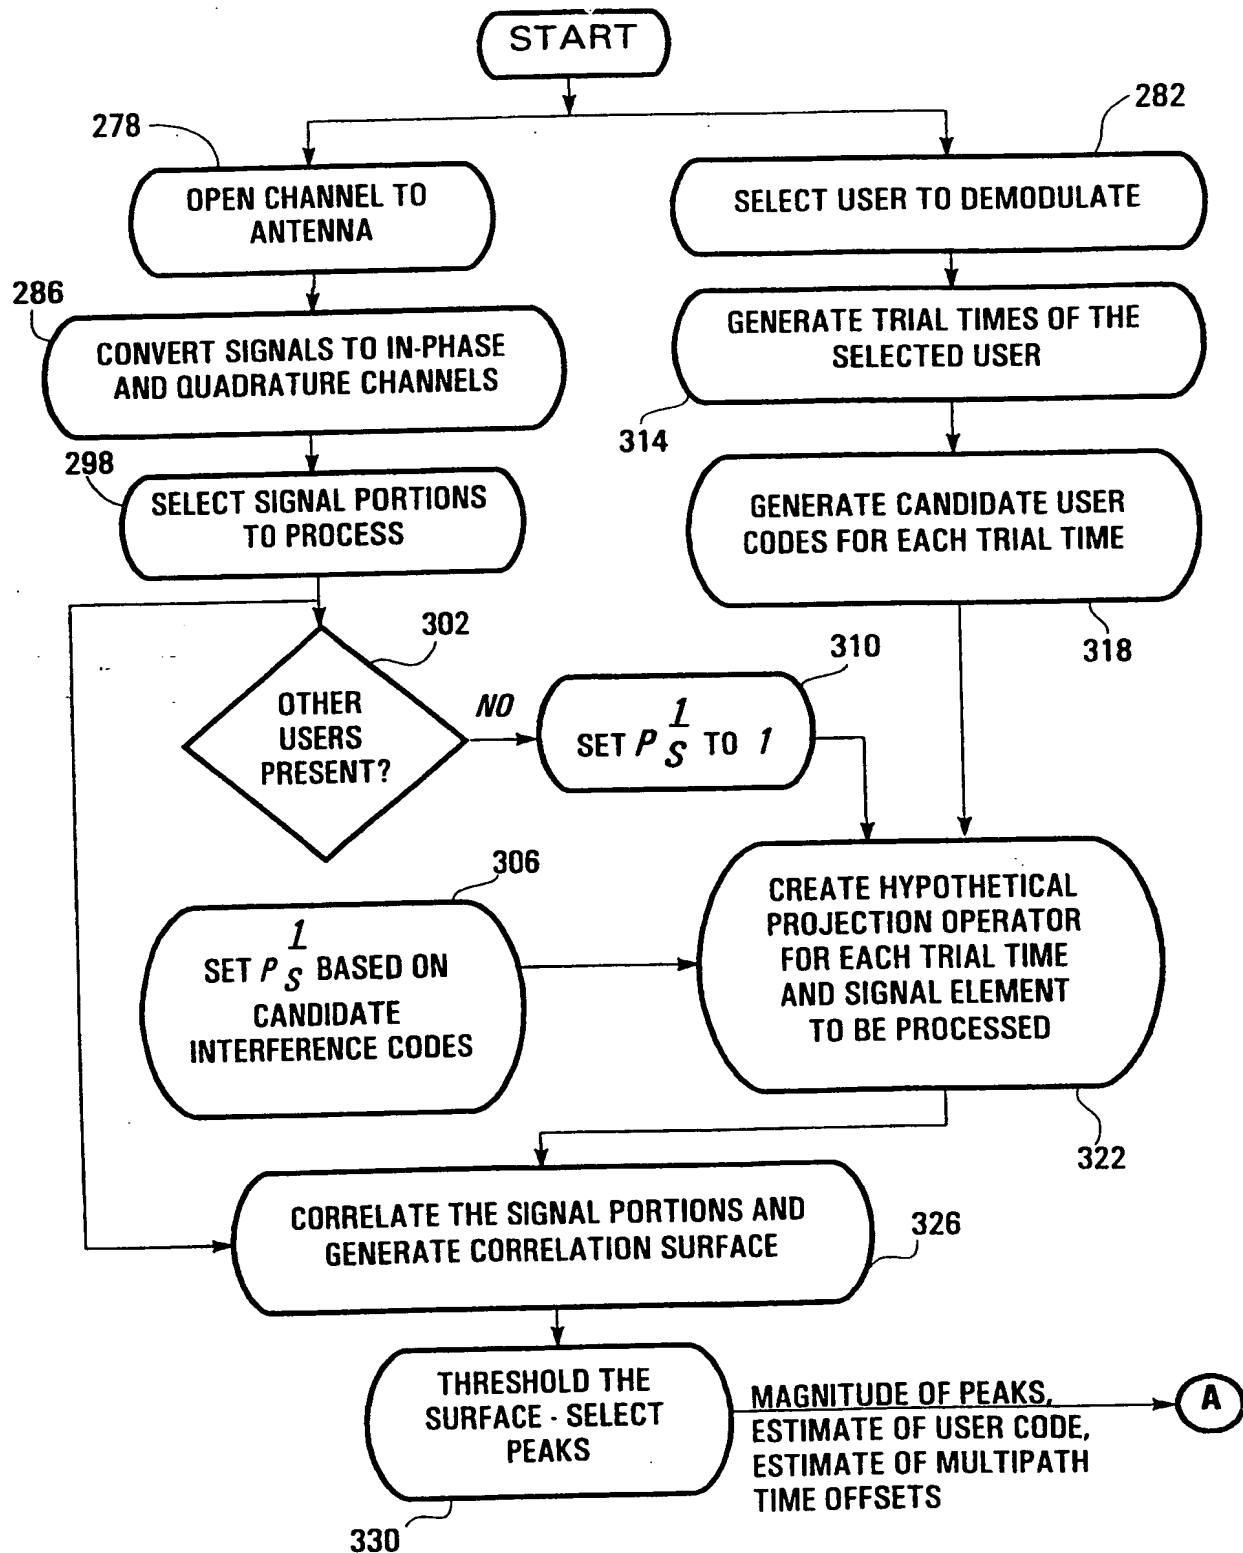 START
278
282
OPEN CHANNEL TO
ANTENNA
SELECT USER TO DEMODULATE
286
CONVERT SIGNALS TO IN-PHASE
AND QUADRATURE CHANNELS
GENERATE TRIAL TIMES OF THE
SELECTED USER
314
298
SELECT SIGNAL PORTIONS
TO PROCESS
GENERATE CANDIDATE USER
CODES FOR EACH TRIAL TIME
318
302
OTHER
USERS
PRESENT?
NO
310
SET P 1/S TO 1
306
SET P 1/S BASED ON
CANDIDATE
INTERFERENCE CODES
CREATE HYPOTHETICAL
PROJECTION OPERATOR
FOR EACH TRIAL TIME
AND SIGNAL ELEMENT
TO BE PROCESSED
322
CORRELATE THE SIGNAL PORTIONS AND
GENERATE CORRELATION SURFACE
326
THRESHOLD THE
SURFACE - SELECT
PEAKS
330
MAGNITUDE OF PEAKS,
ESTIMATE OF USER CODE,
ESTIMATE OF MULTIPATH
TIME OFFSETS
A